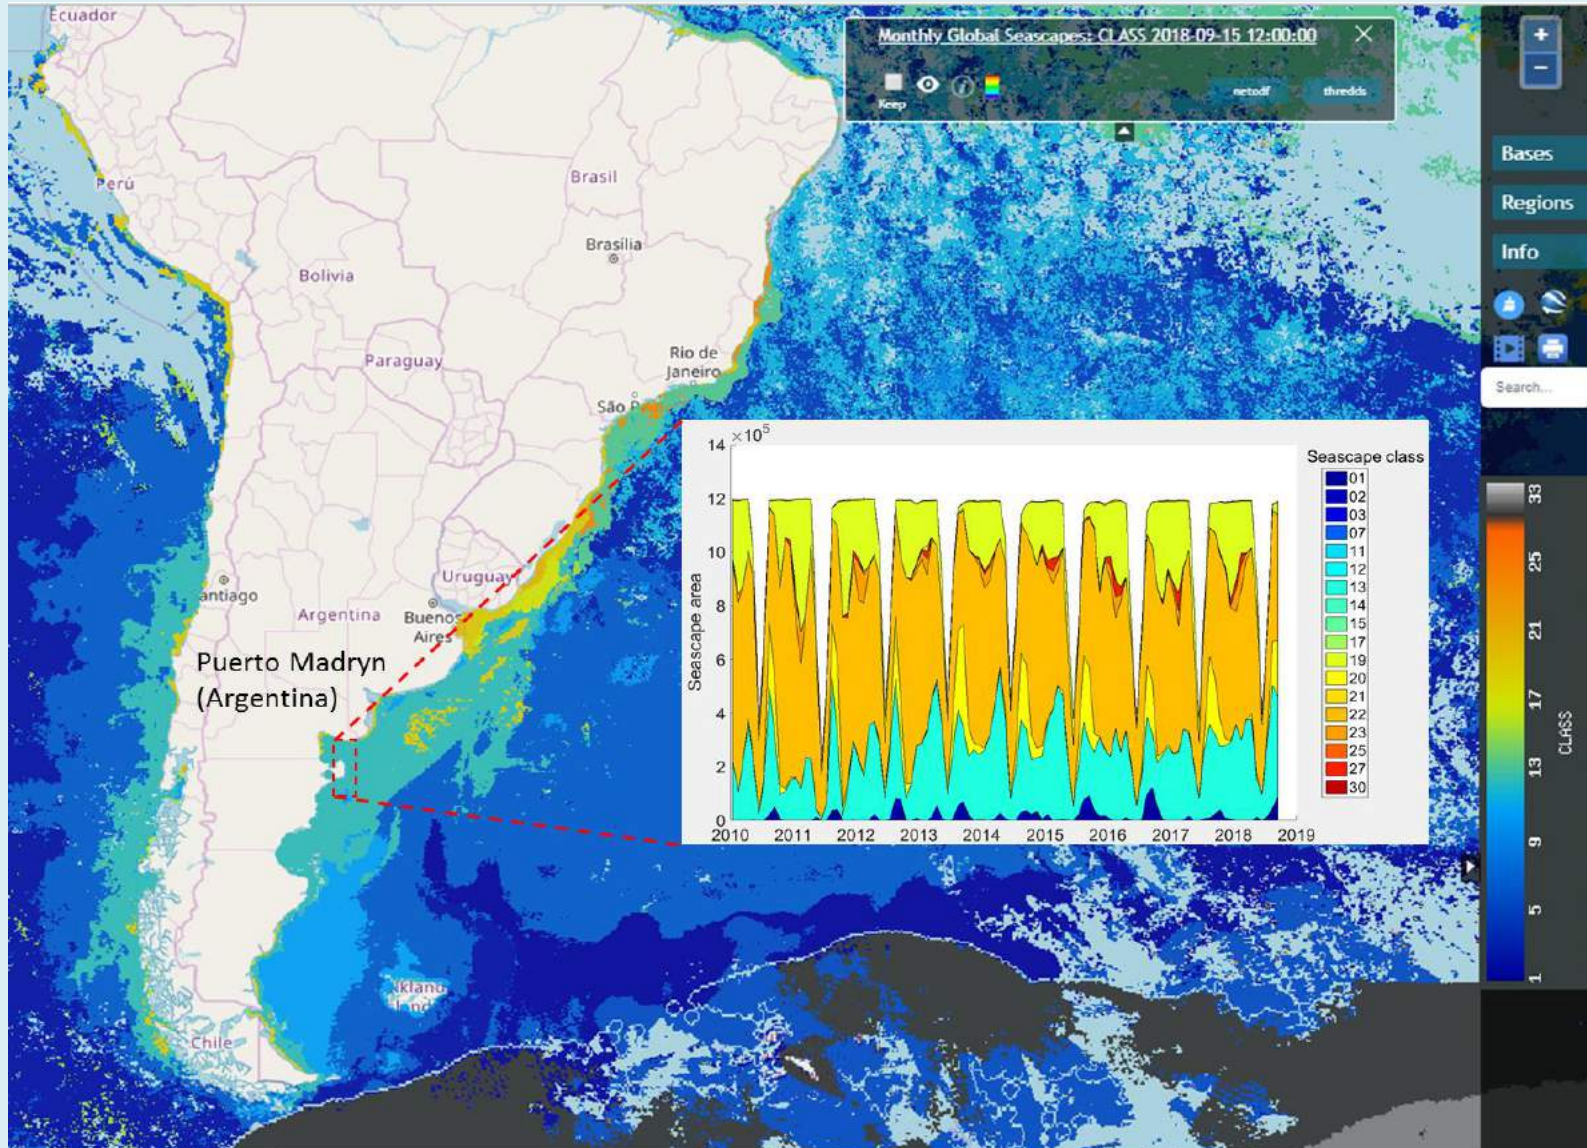 Ecuador
Monthly Global Seascapes: CLASS 2018-09-15 12:00:00
Keep
netcdf
thredds
Bases
Regions
Info
Search...
Perú
Brasil
Brasília
Bolivia
Paraguay
Rio de
Janeiro
São P
Uruguay
antiago
Argentina
Buenos
Aires
Puerto Madryn
(Argentina)
Chile
lkland
×10⁵
14
12
10
8
6
4
2
0
Seascape area
2010 2011 2012 2013 2014 2015 2016 2017 2018 2019
Seascape class
01
02
03
07
11
12
13
14
15
17
19
20
21
22
23
25
27
30
33
25
21
17
13
9
5
1
CLASS